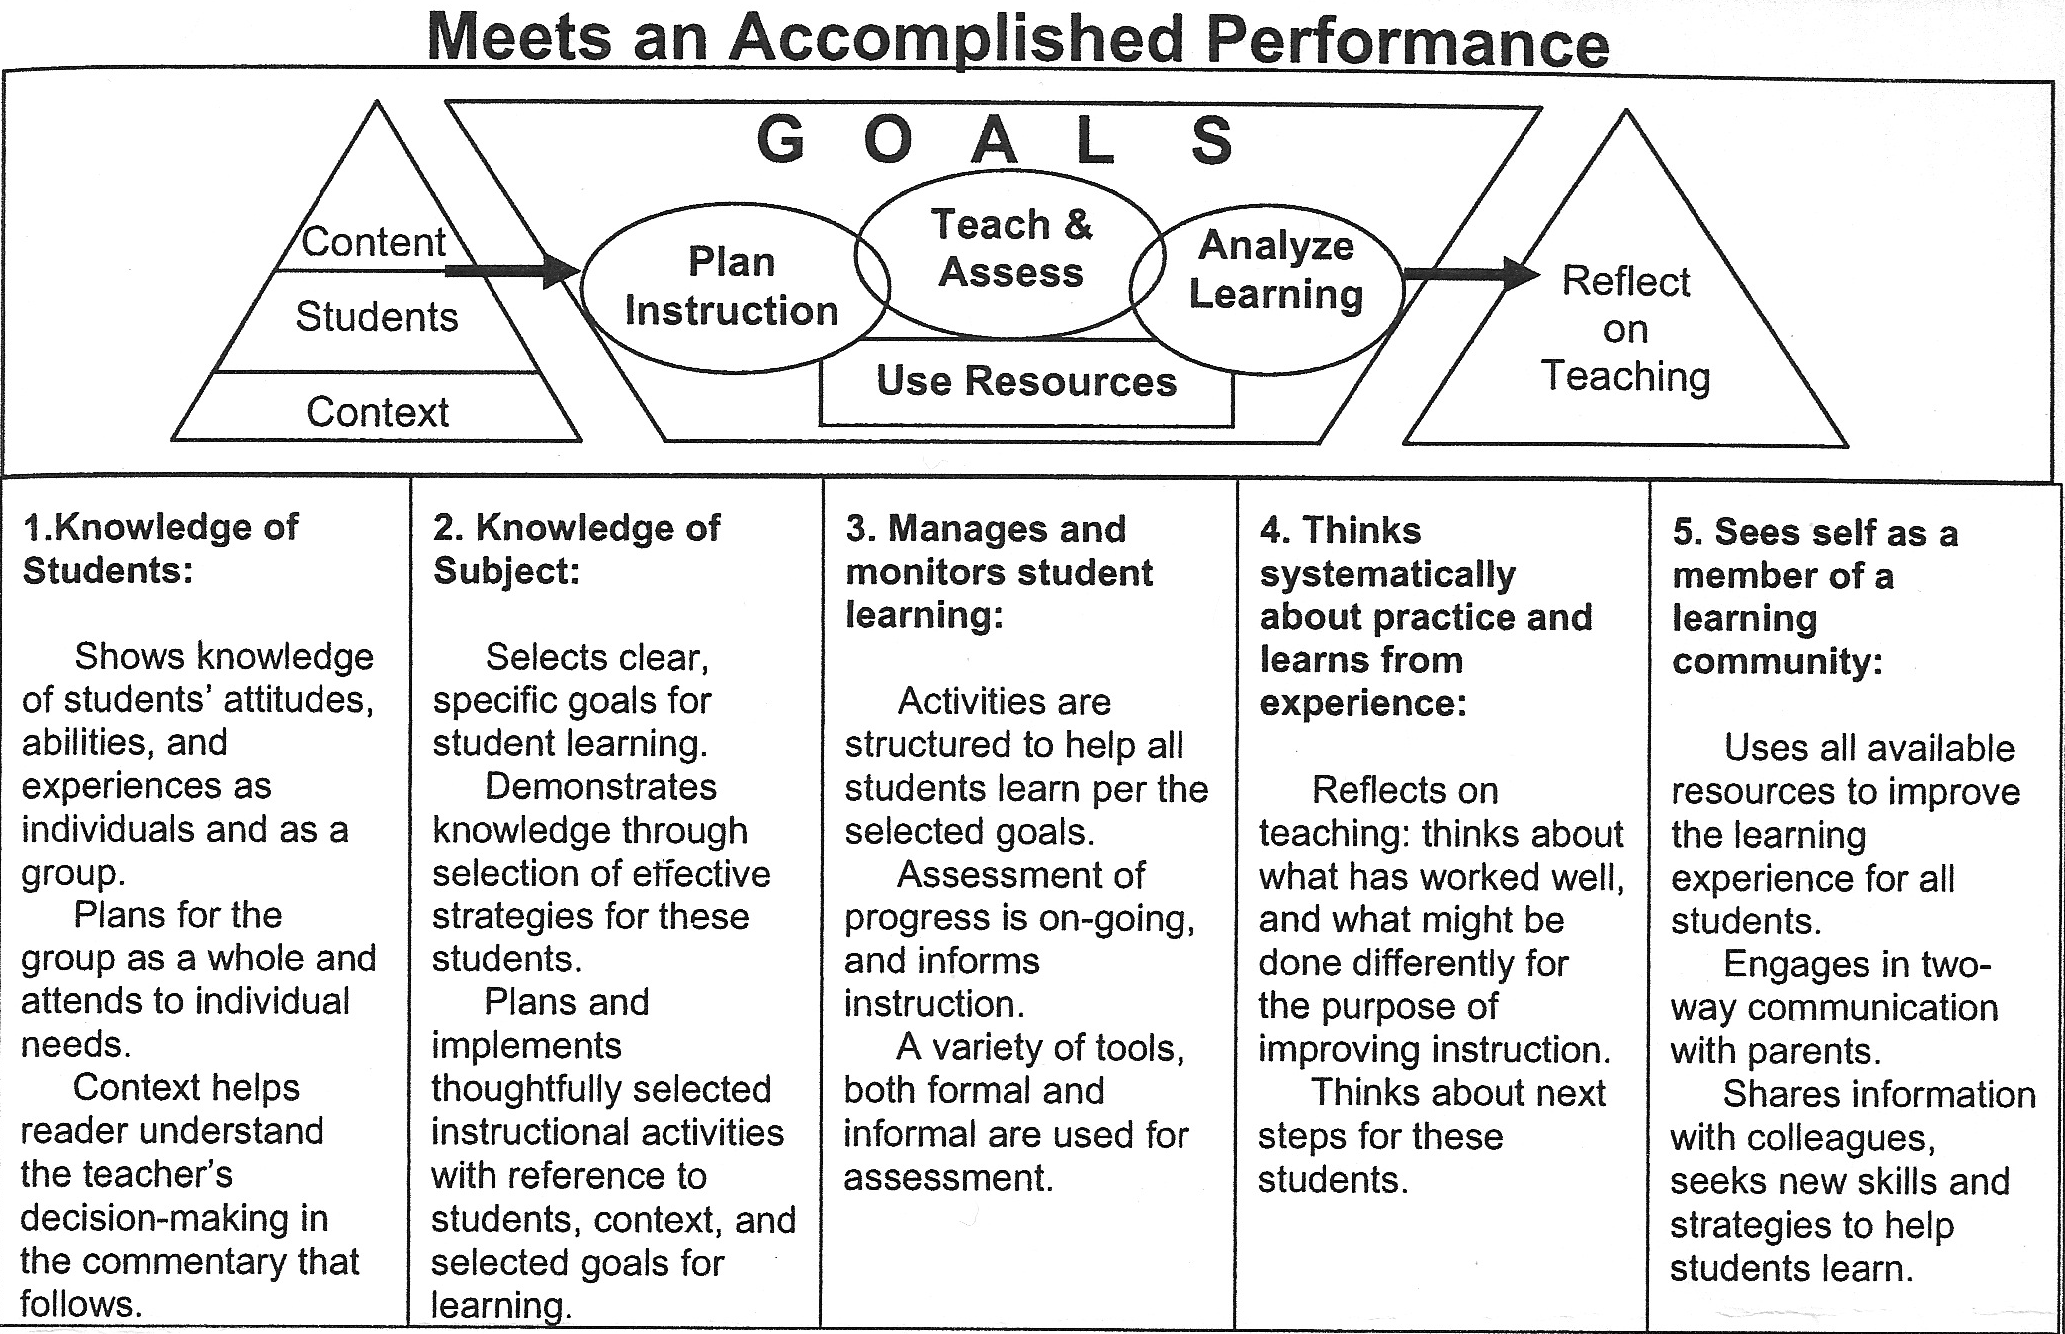 Meets an Accomplished Performance
G O A L S
Content
Students
Context
Plan
Instruction
Teach &
Assess
Analyze
Learning
Use Resources
Reflect
on
Teaching
1.Knowledge of
Students:
Shows knowledge
of students' attitudes,
abilities, and
experiences as
individuals and as a
group.
Plans for the
group as a whole and
attends to individual
needs.
Context helps
reader understand
the teacher's
decision-making in
the commentary that
follows.
2. Knowledge of
Subject:
Selects clear,
specific goals for
student learning.
Demonstrates
knowledge through
selection of effective
strategies for these
students.
Plans and
implements
thoughtfully selected
instructional activities
with reference to
students, context, and
selected goals for
learning.
3. Manages and
monitors student
learning:
Activities are
structured to help all
students learn per the
selected goals.
Assessment of
progress is on-going,
and informs
instruction.
A variety of tools,
both formal and
informal are used for
assessment.
4. Thinks
systematically
about practice and
learns from
experience:
Reflects on
teaching: thinks about
what has worked well,
and what might be
done differently for
the purpose of
improving instruction.
Thinks about next
steps for these
students.
5. Sees self as a
member of a
learning
community:
Uses all available
resources to improve
the learning
experience for all
students.
Engages in two-
way communication
with parents.
Shares information
with colleagues,
seeks new skills and
strategies to help
students learn.